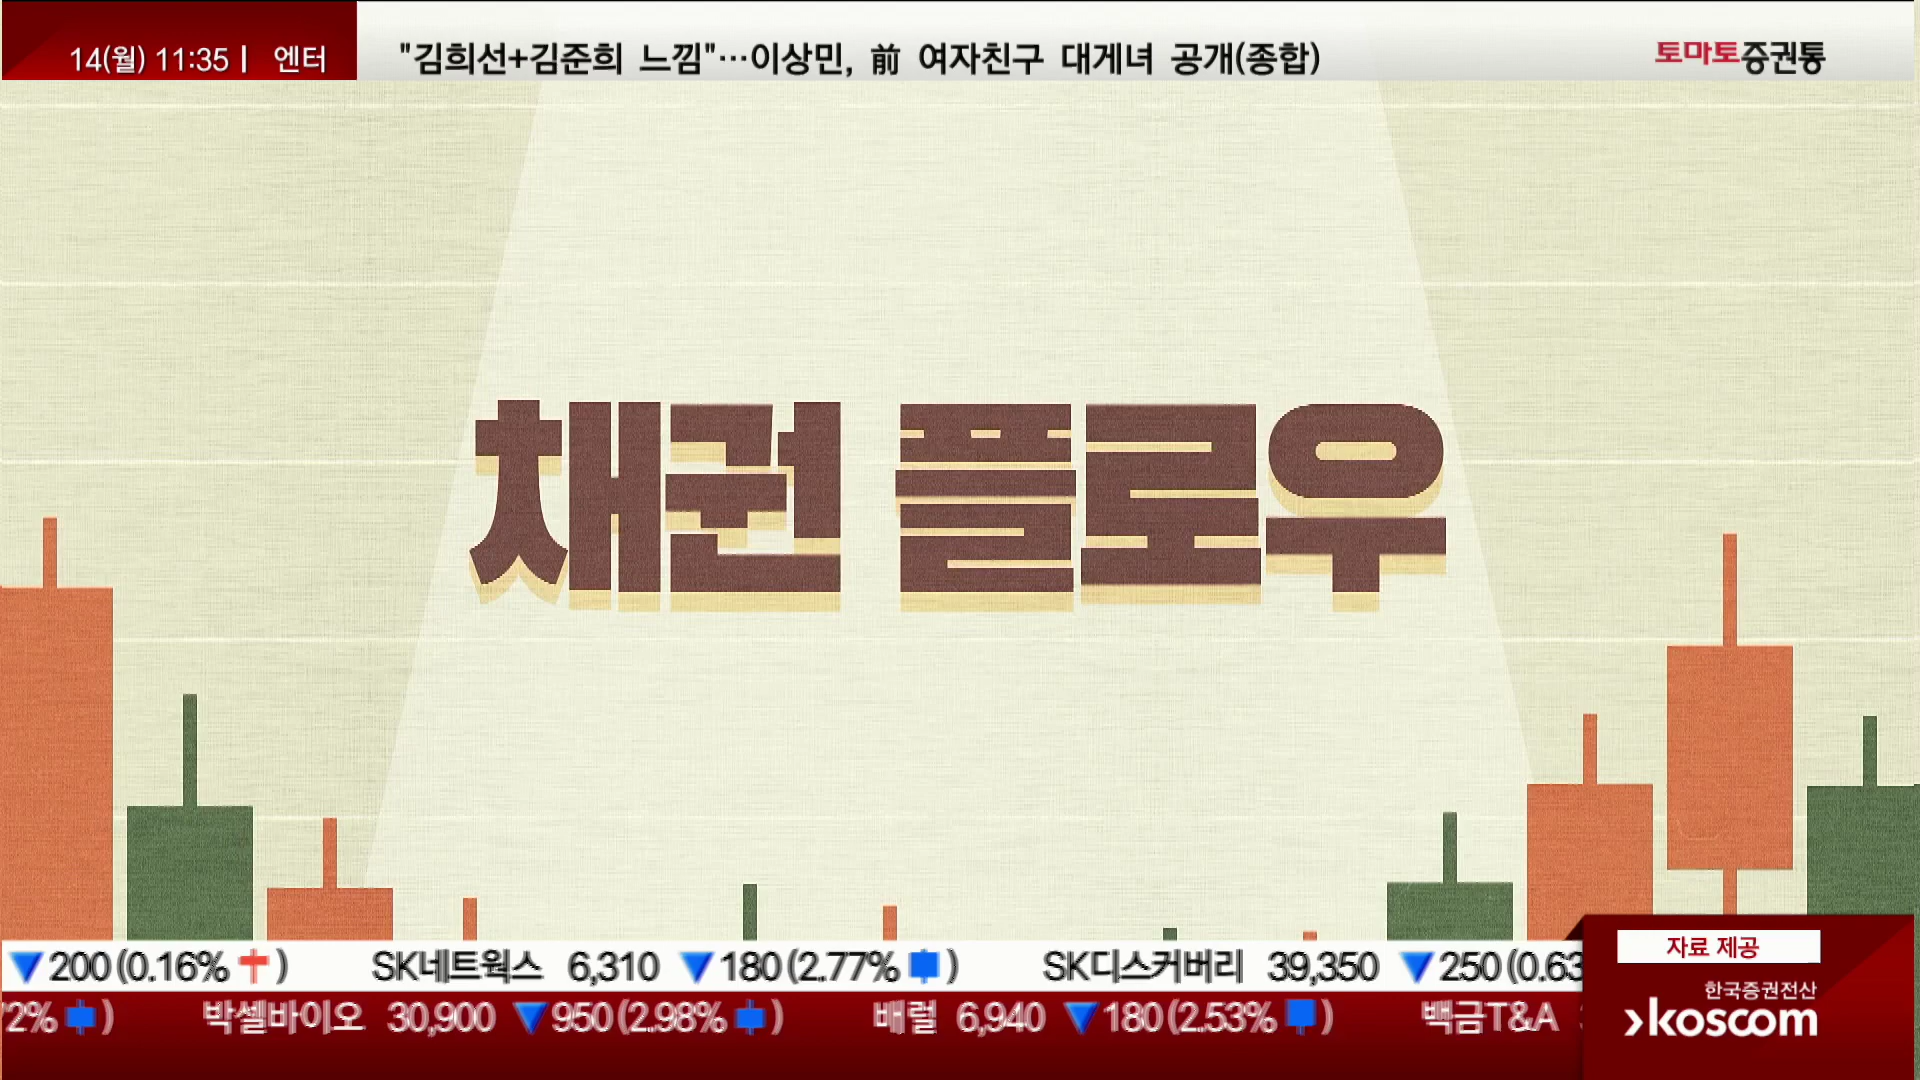 14(월) 11:35 | 엔터
"김희선+김준희 느낌"…이상민, 前 여자친구 대게녀 공개(종합)
토마토증권통
채권 플로우
▼200(0.16% )
SK네트웍스 6,310 ▼180(2.77% )
SK디스커버리 39,350 ▼250(0.63
2% )
박셀바이오 30,900 ▼950(2.98% )
배럴 6,940 ▼180(2.53% )
백금T&A
자료 제공
한국증권전산
koscom